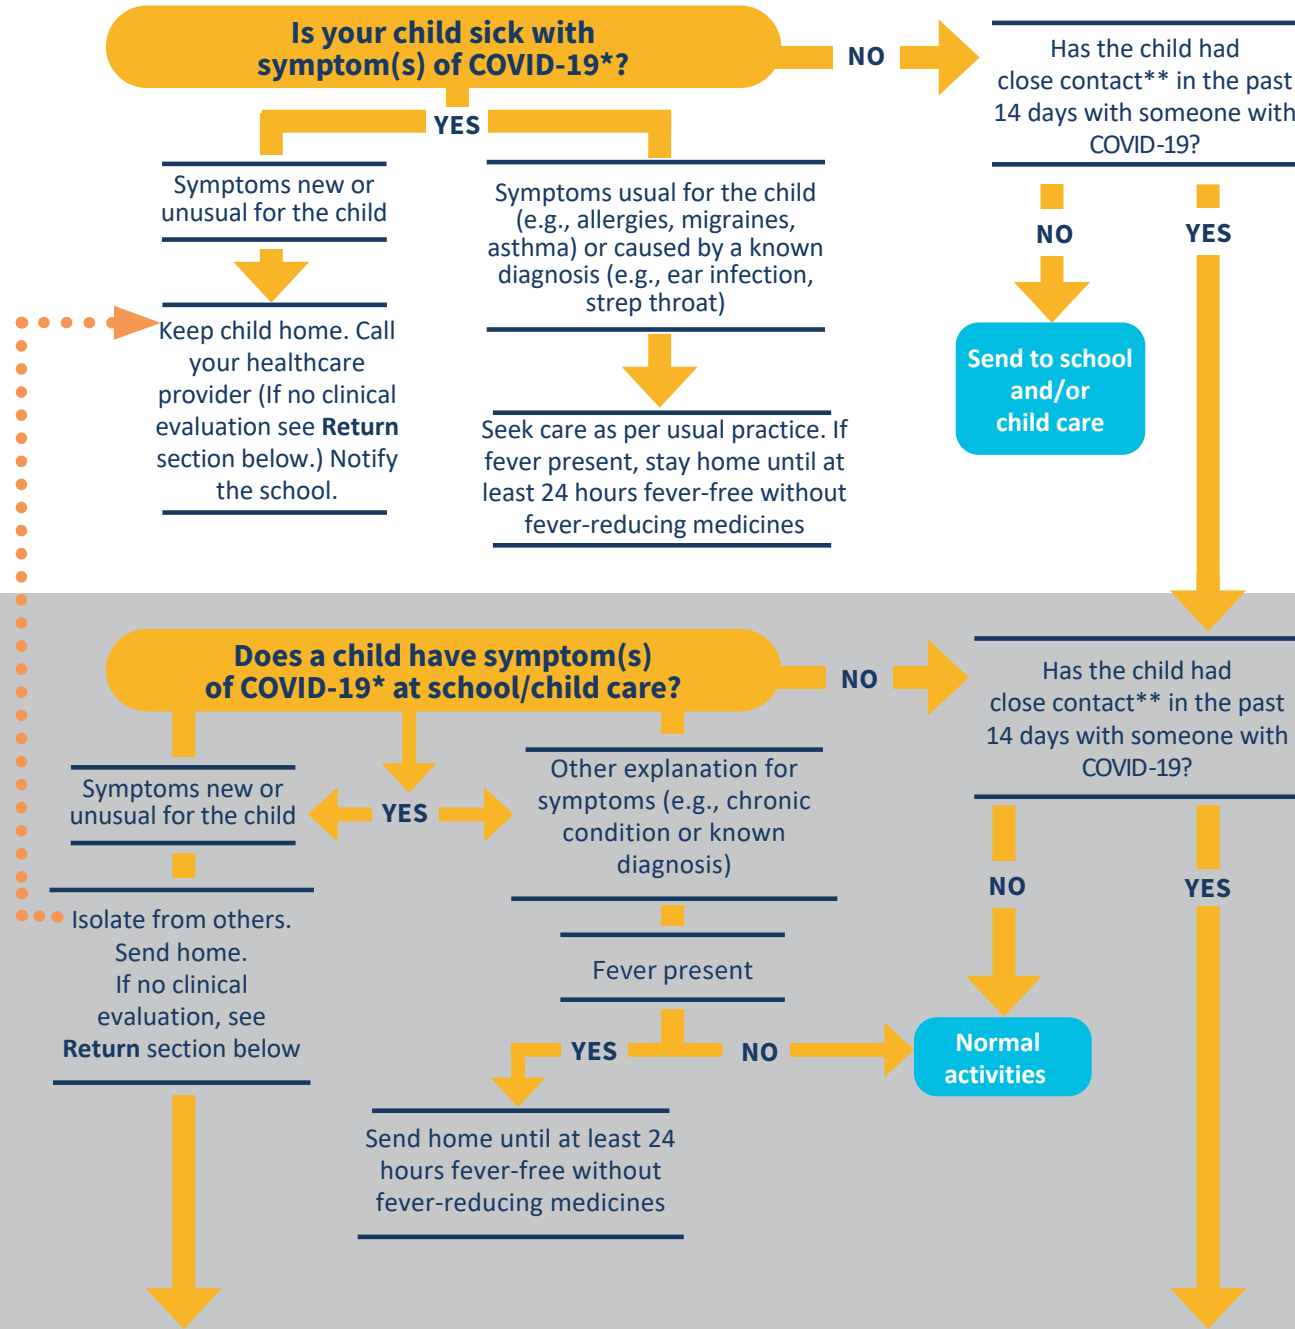 Is your child sick with
symptom(s) of COVID-19*?
NO
Has the child had
close contact** in the past
14 days with someone with
COVID-19?
YES
Symptoms new or
unusual for the child
Symptoms usual for the child
(e.g., allergies, migraines,
asthma) or caused by a known
diagnosis (e.g., ear infection,
strep throat)
NO
YES
Keep child home. Call
your healthcare
provider (If no clinical
evaluation see Return
section below.) Notify
the school.
Seek care as per usual practice. If
fever present, stay home until at
least 24 hours fever-free without
fever-reducing medicines
Send to school
and/or
child care
Does a child have symptom(s)
of COVID-19* at school/child care?
NO
Has the child had
close contact** in the past
14 days with someone with
COVID-19?
Symptoms new or
unusual for the child
YES
Other explanation for
symptoms (e.g., chronic
condition or known
diagnosis)
NO
YES
Isolate from others.
Send home.
If no clinical
evaluation, see
Return section below
Fever present
YES
NO
Normal
activities
Send home until at least 24
hours fever-free without
fever-reducing medicines